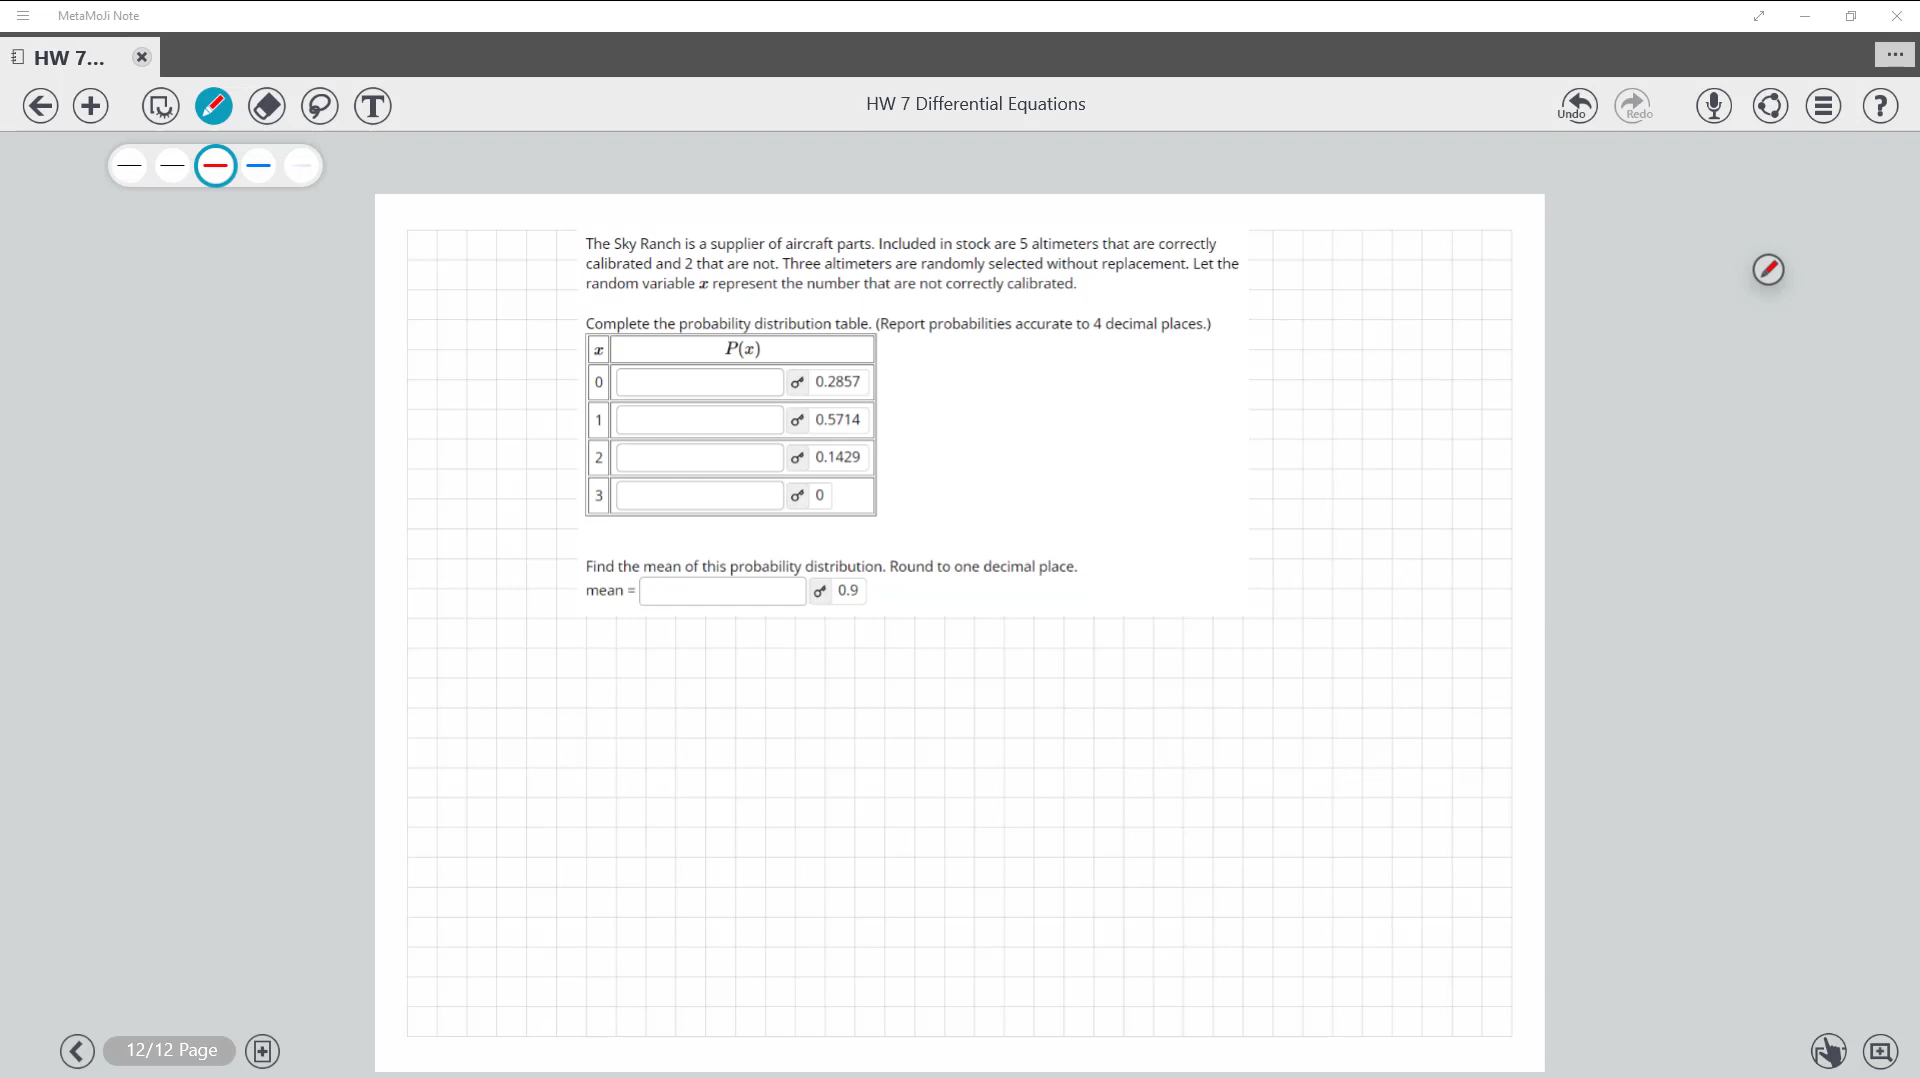 MetaMoJi Note
HW 7...
HW 7 Differential Equations
Undo
Redo
The Sky Ranch is a supplier of aircraft parts. Included in stock are 5 altimeters that are correctly
calibrated and 2 that are not. Three altimeters are randomly selected without replacement. Let the
random variable x represent the number that are not correctly calibrated.
Complete the probability distribution table. (Report probabilities accurate to 4 decimal places.)
x P(x)
0 0.2857
1 0.5714
2 0.1429
3 0
Find the mean of this probability distribution. Round to one decimal place.
mean = 0.9
12/12 Page